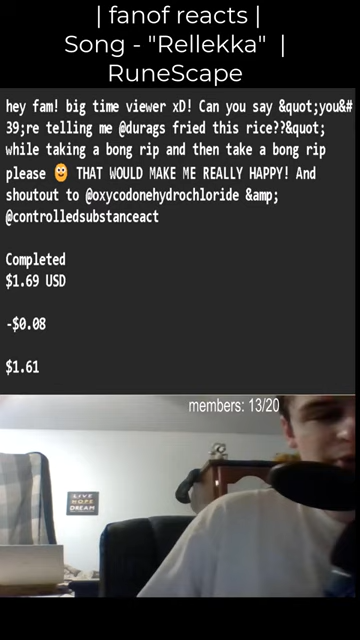 | fanof reacts |
Song - "Rellekka" |
RuneScape
hey fam! big time viewer xD! Can you say &quot;you&#
39;re telling me @durags fried this rice??&quot;
while taking a bong rip and then take a bong rip
please 😊 THAT WOULD MAKE ME REALLY HAPPY! And
shoutout to @oxycodonehydrochloride &amp;
@controlledsubstanceact
Completed
$1.69 USD
-$0.08
$1.61
members: 13/20
LIVE
HOPE
DREAM